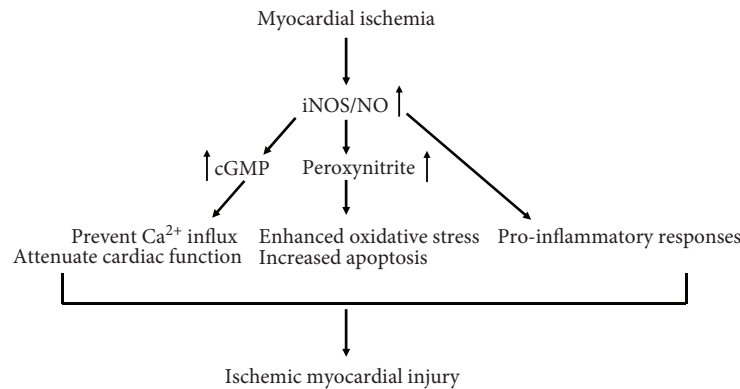 Myocardial ischemia
iNOS/NO
cGMP
Peroxynitrite
Prevent Ca²⁺ influx
Attenuate cardiac function
Enhanced oxidative stress
Increased apoptosis
Pro-inflammatory responses
Ischemic myocardial injury